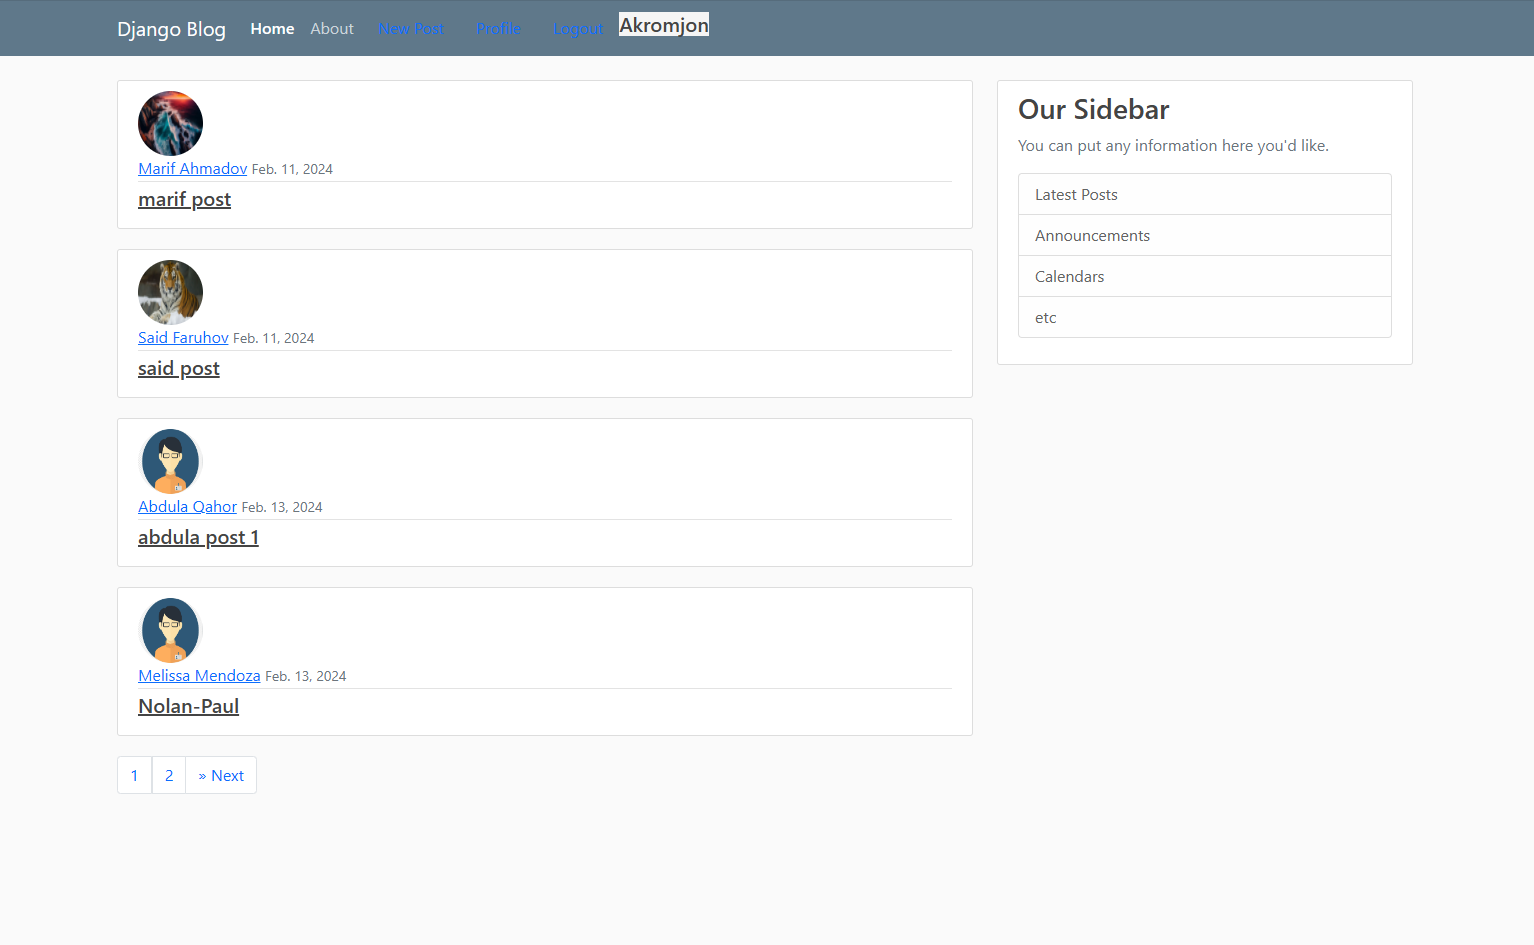 Django Blog Home About New Post Profile Logout Akromjon
Marif Ahmadov Feb. 11, 2024
marif post
Said Faruhov Feb. 11, 2024
said post
Abdula Qahor Feb. 13, 2024
abdula post 1
Melissa Mendoza Feb. 13, 2024
Nolan-Paul
1 2 » Next
Our Sidebar
You can put any information here you'd like.
Latest Posts
Announcements
Calendars
etc